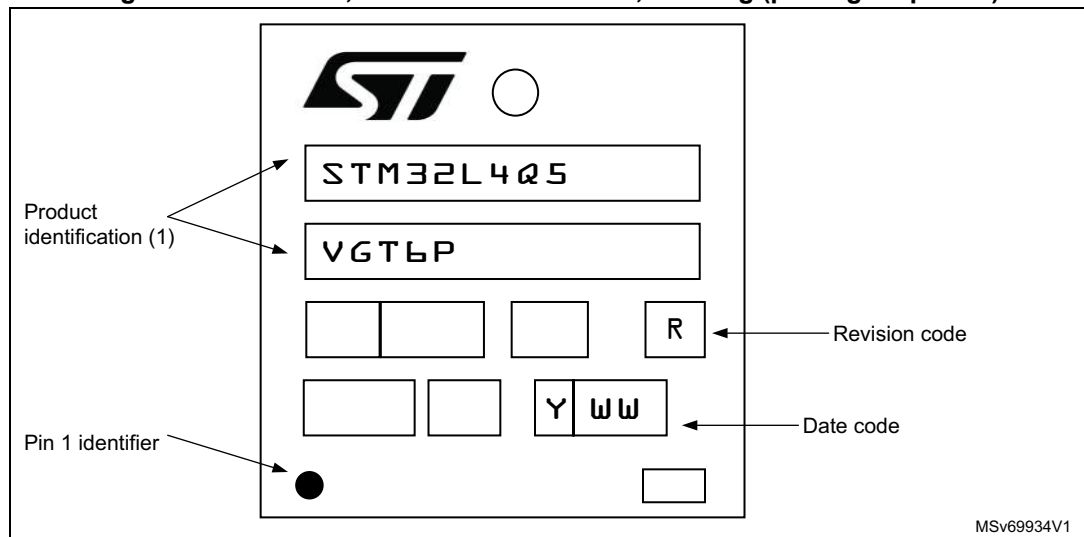 ST
STM32L4Q5
Product
identification (1)
VGT6P
R
Revision code
Y WW
Date code
Pin 1 identifier
MSv69934V1